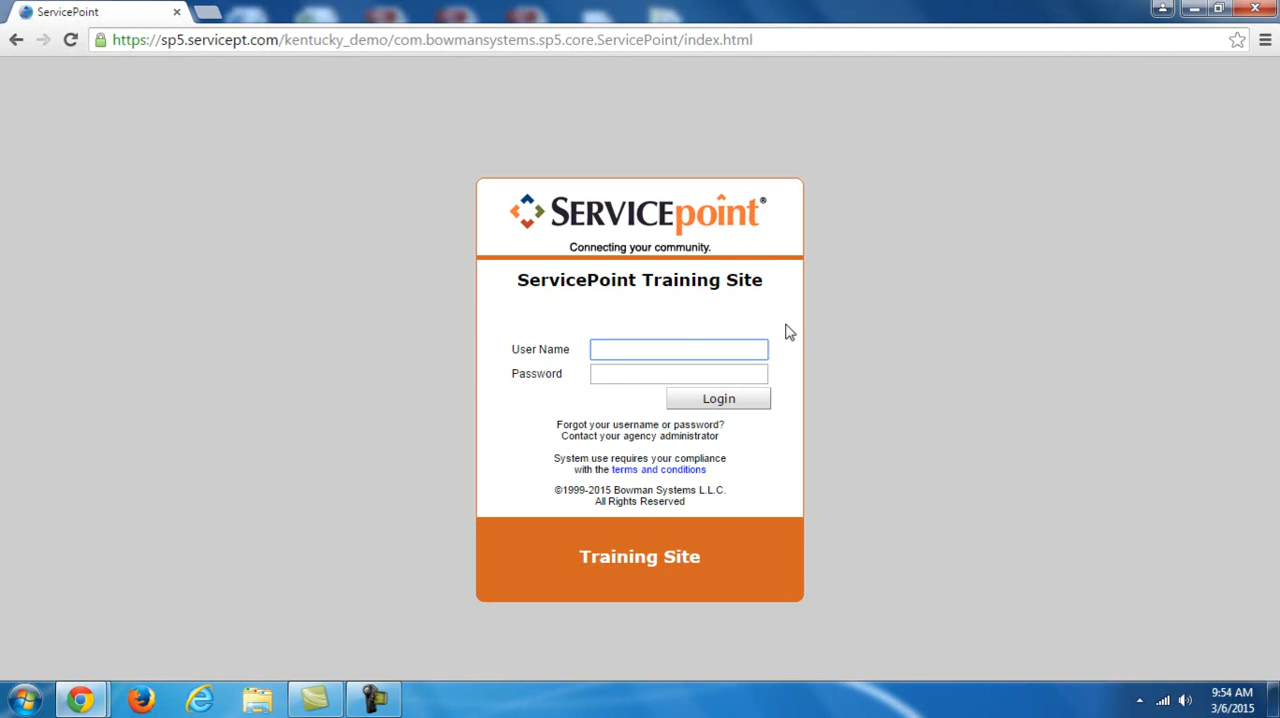 ServicePoint
https://sp5.servicept.com/kentucky_demo/com.bowmansystems.sp5.core.ServicePoint/index.html
SERVICEpoint®
Connecting your community.
ServicePoint Training Site
User Name
Password
Login
Forgot your username or password?
Contact your agency administrator
System use requires your compliance
with the terms and conditions
©1999-2015 Bowman Systems L.L.C.
All Rights Reserved
Training Site
9:54 AM
3/6/2015